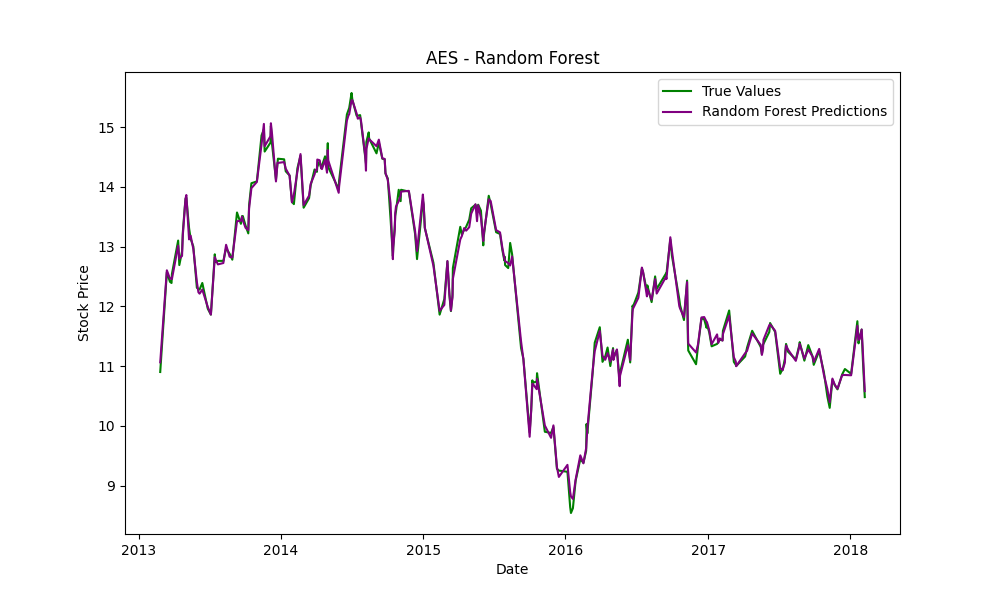 AES - Random Forest
True Values
Random Forest Predictions
Stock Price
15
14
13
12
11
10
9
2013 2014 2015 2016 2017 2018
Date